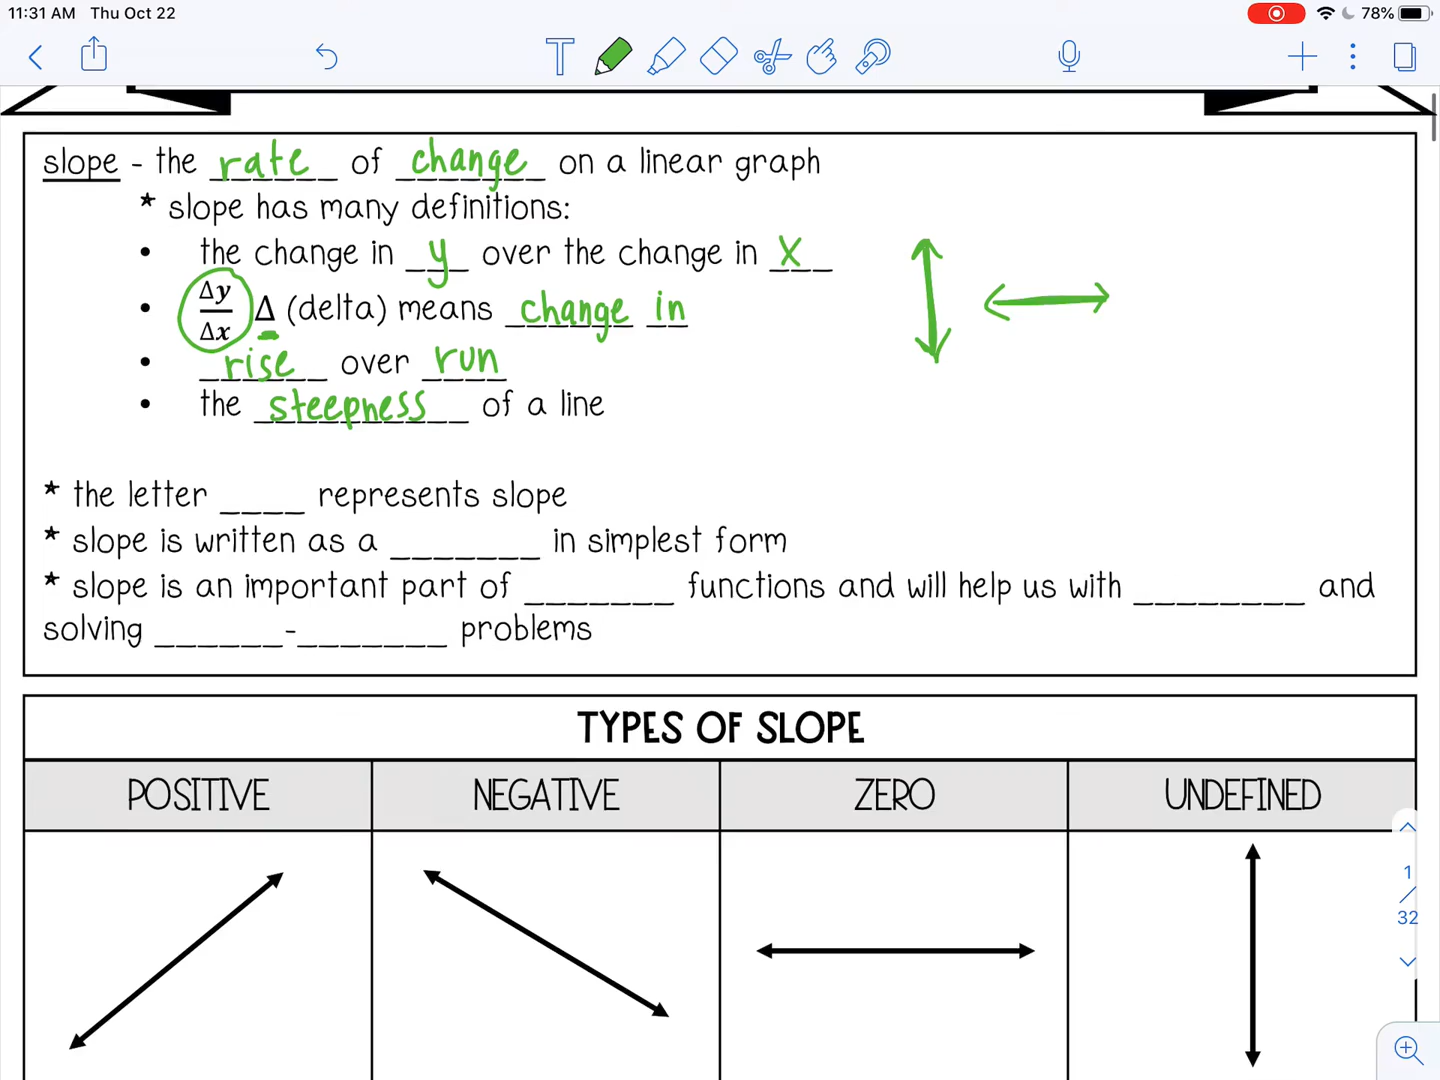 11:31 AM Thu Oct 22 78%
T
slope - the rate of change on a linear graph
* slope has many definitions:
• the change in y over the change in x
• Δy/Δx Δ (delta) means change in
• rise over run
• the steepness of a line
* the letter ____ represents slope
* slope is written as a _______ in simplest form
* slope is an important part of _______ functions and will help us with ________ and
solving ______-_______ problems
TYPES OF SLOPE
POSITIVE NEGATIVE ZERO UNDEFINED
1
/
32